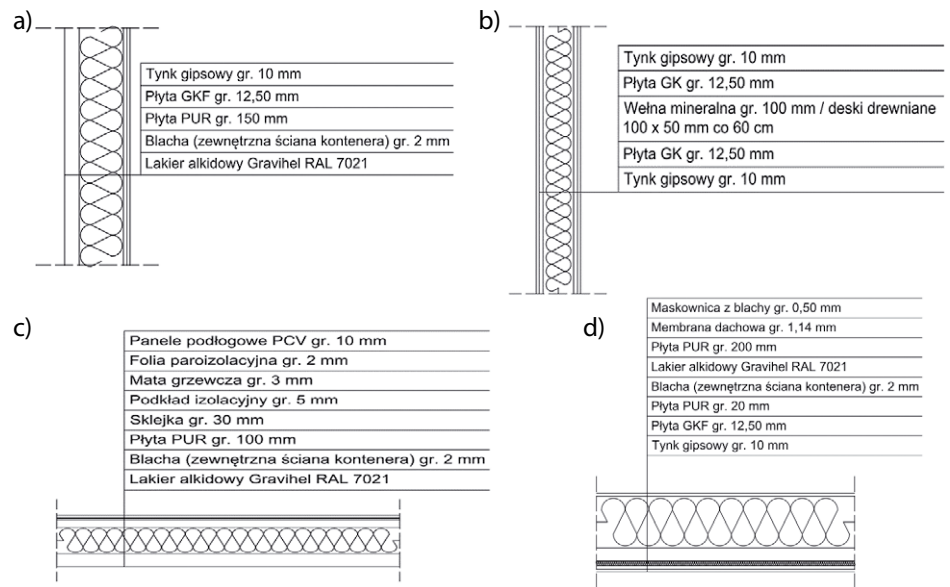 a)
Tynk gipsowy gr. 10 mm
Płyta GKF gr. 12,50 mm
Płyta PUR gr. 150 mm
Blacha (zewnętrzna ściana kontenera) gr. 2 mm
Lakier alkidowy Gravihel RAL 7021
b)
Tynk gipsowy gr. 10 mm
Płyta GK gr. 12,50 mm
Wełna mineralna gr. 100 mm / deski drewniane
100 x 50 mm co 60 cm
Płyta GK gr. 12,50 mm
Tynk gipsowy gr. 10 mm
c)
Panele podłogowe PCV gr. 10 mm
Folia paroizolacyjna gr. 2 mm
Mata grzewcza gr. 3 mm
Podkład izolacyjny gr. 5 mm
Sklejka gr. 30 mm
Płyta PUR gr. 100 mm
Blacha (zewnętrzna ściana kontenera) gr. 2 mm
Lakier alkidowy Gravihel RAL 7021
d)
Maskownica z blachy gr. 0,50 mm
Membrana dachowa gr. 1,14 mm
Płyta PUR gr. 200 mm
Lakier alkidowy Gravihel RAL 7021
Blacha (zewnętrzna ściana kontenera) gr. 2 mm
Płyta PUR gr. 20 mm
Płyta GKF gr. 12,50 mm
Tynk gipsowy gr. 10 mm